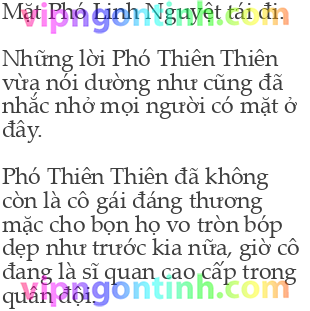 Mặt Phó Linh Nguyệt tái đi.
vipngontinh.com
Những lời Phó Thiên Thiên
vừa nói dường như cũng đã
nhắc nhở mọi người có mặt ở
đây.
Phó Thiên Thiên đã không
còn là cô gái đáng thương
mặc cho bọn họ vo tròn bóp
dẹp như trước kia nữa, giờ cô
đang là sĩ quan cao cấp trong
vipngontinh.com
quân đội.